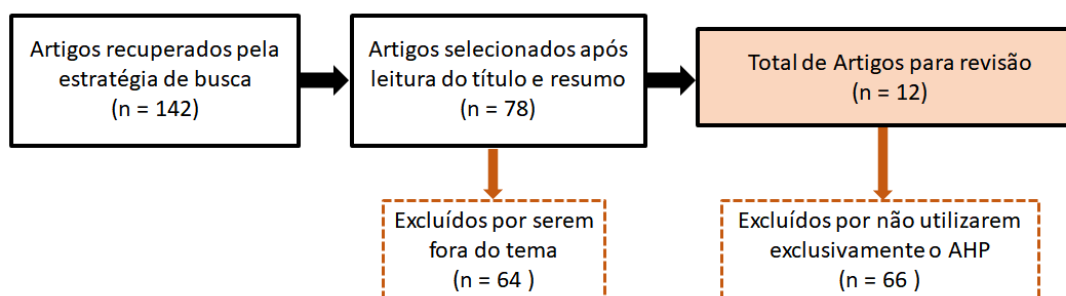 Artigos recuperados pela
estratégia de busca
(n = 142)
Artigos selecionados após
leitura do título e resumo
(n = 78)
Total de Artigos para revisão
(n = 12)
Excluídos por serem
fora do tema
(n = 64 )
Excluídos por não utilizarem
exclusivamente o AHP
(n = 66 )